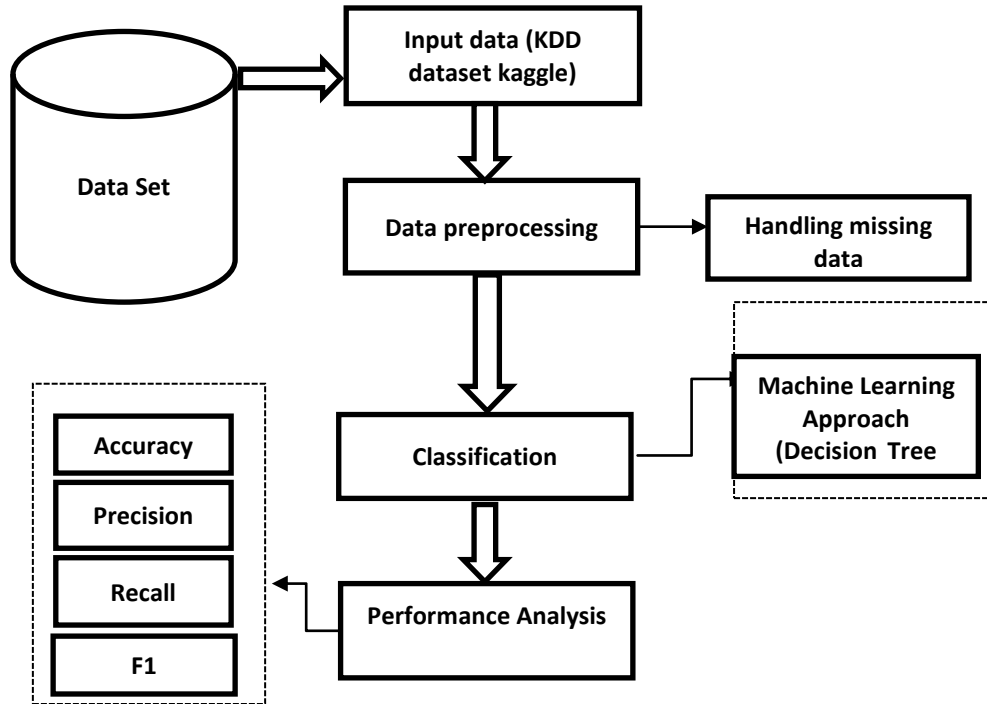 Input data (KDD
dataset kaggle)
Data Set
Data preprocessing
Handling missing
data
Machine Learning
Approach
(Decision Tree
Classification
Accuracy
Precision
Recall
F1
Performance Analysis